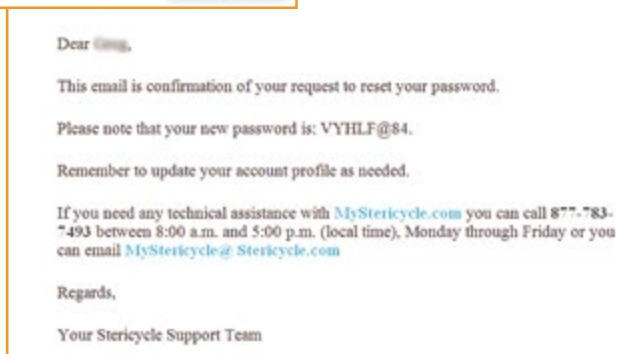 Dear
This email is confirmation of your request to reset your password.
Please note that your new password is: VYHLF@84.
Remember to update your account profile as needed.
If you need any technical assistance with MyStericycle.com you can call 877-783-
7493 between 8:00 a.m. and 5:00 p.m. (local time), Monday through Friday or you
can email MyStericycle@ Stericycle.com
Regards,
Your Stericycle Support Team